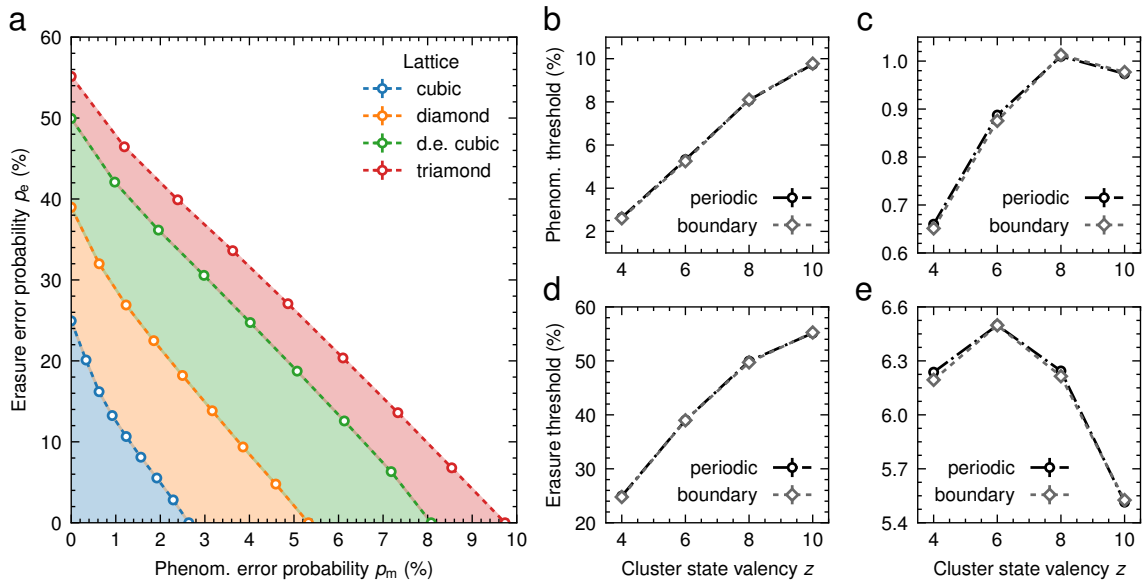 a
60
50
40
30
20
10
0
Erasure error probability pₑ (%)
0 1 2 3 4 5 6 7 8 9 10
Phenom. error probability pₘ (%)
Lattice
cubic
diamond
d.e. cubic
triamond
b
10
8
6
4
2
Phenom. threshold (%)
4 6 8 10
periodic
boundary
c
1.0
0.9
0.8
0.7
0.6
4 6 8 10
periodic
boundary
d
60
50
40
30
20
Erasure threshold (%)
4 6 8 10
Cluster state valency z
periodic
boundary
e
6.6
6.3
6.0
5.7
5.4
4 6 8 10
Cluster state valency z
periodic
boundary